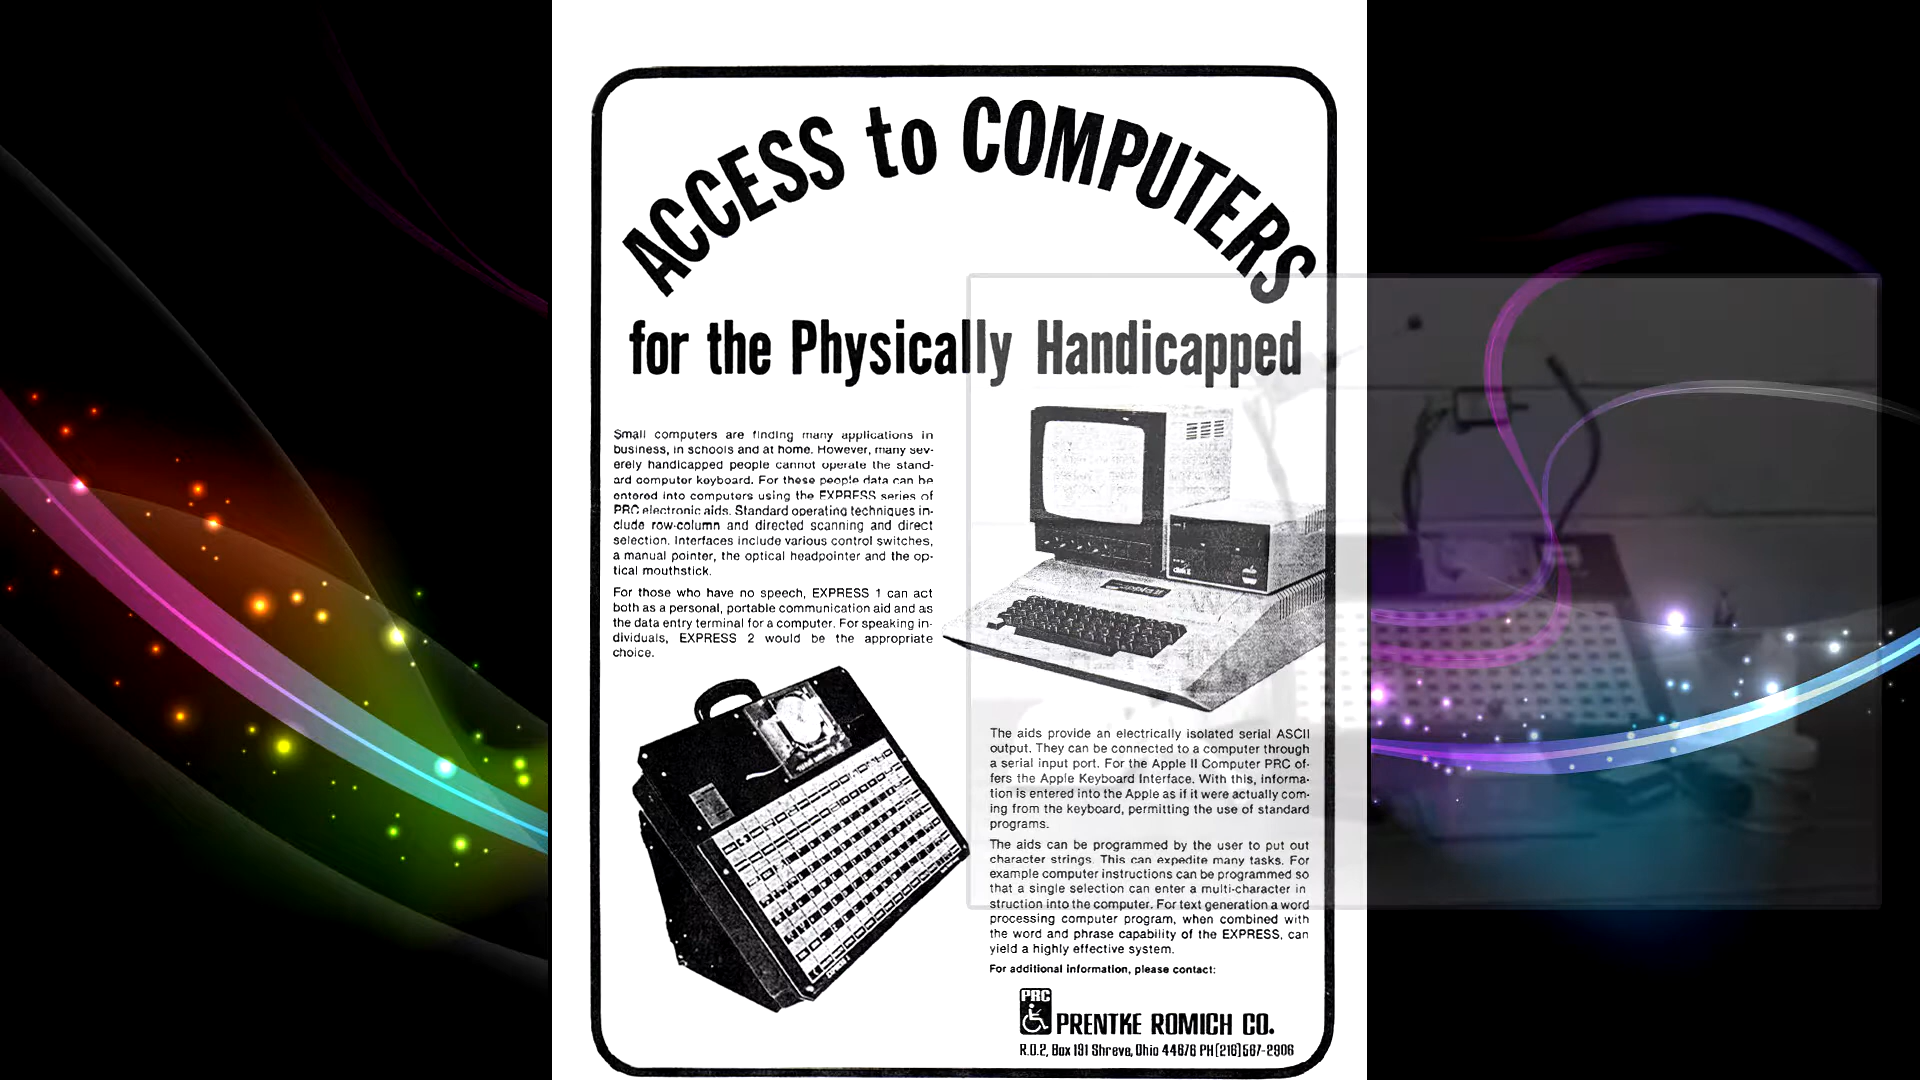 ACCESS to COMPUTERS
for the Physically Handicapped
Small computers are finding many applications in
business, in schools and at home. However, many sev-
erely handicapped people cannot operate the stand-
ard computer keyboard. For these people data can be
entered into computers using the EXPRESS series of
PRC electronic aids. Standard operating techniques in-
clude row-column and directed scanning and direct
selection. Interfaces include various control switches,
a manual pointer, the optical headpointer and the op-
tical mouthstick.
For those who have no speech, EXPRESS 1 can act
both as a personal, portable communication aid and as
the data entry terminal for a computer. For speaking in-
dividuals, EXPRESS 2 would be the appropriate
choice.
The aids provide an electrically isolated serial ASCII
output. They can be connected to a computer through
a serial input port. For the Apple II Computer PRC of-
fers the Apple Keyboard Interface. With this, informa-
tion is entered into the Apple as if it were actually com-
ing from the keyboard, permitting the use of standard
programs.
The aids can be programmed by the user to put out
character strings. This can expedite many tasks. For
example computer instructions can be programmed so
that a single selection can enter a multi-character in
struction into the computer. For text generation a word
processing computer program, when combined with
the word and phrase capability of the EXPRESS, can
yield a highly effective system.
For additional information, please contact:
PRC
PRENTKE ROMICH CO.
R.D.2, Box 191 Shreve, Ohio 44676 PH(216)567-2906